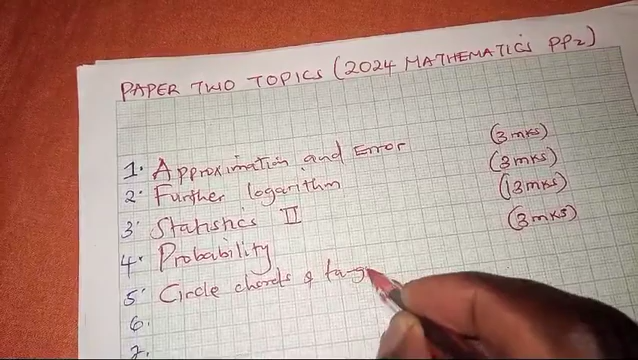 PAPER TWO TOPICS (2024 MATHEMATICS PP2)
1. Approximation and Error (3mks)
2. Further logarithm (3mks)
3. Statistics II (13mks)
4. Probability (3mks)
5. Circle chords & tang
6.
7.